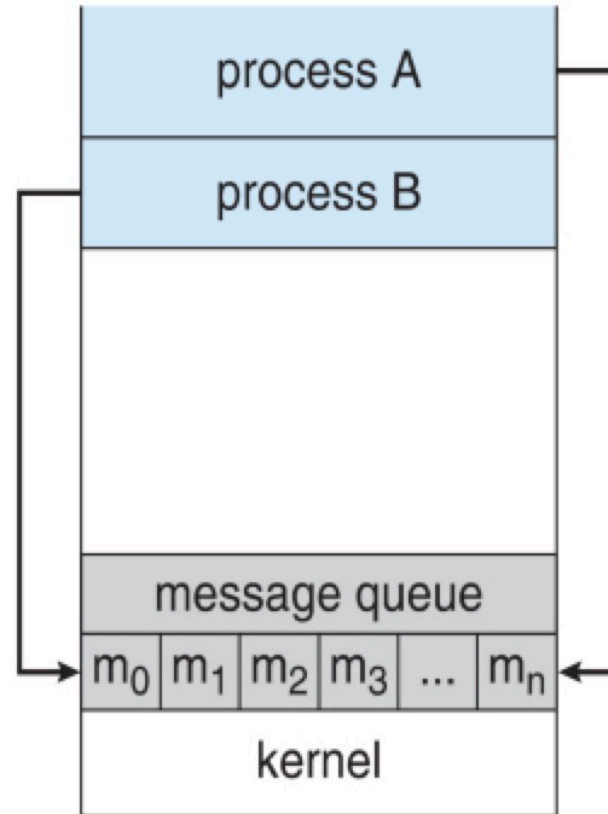 process A
process B
message queue
m₀ m₁ m₂ m₃ ... mₙ
kernel